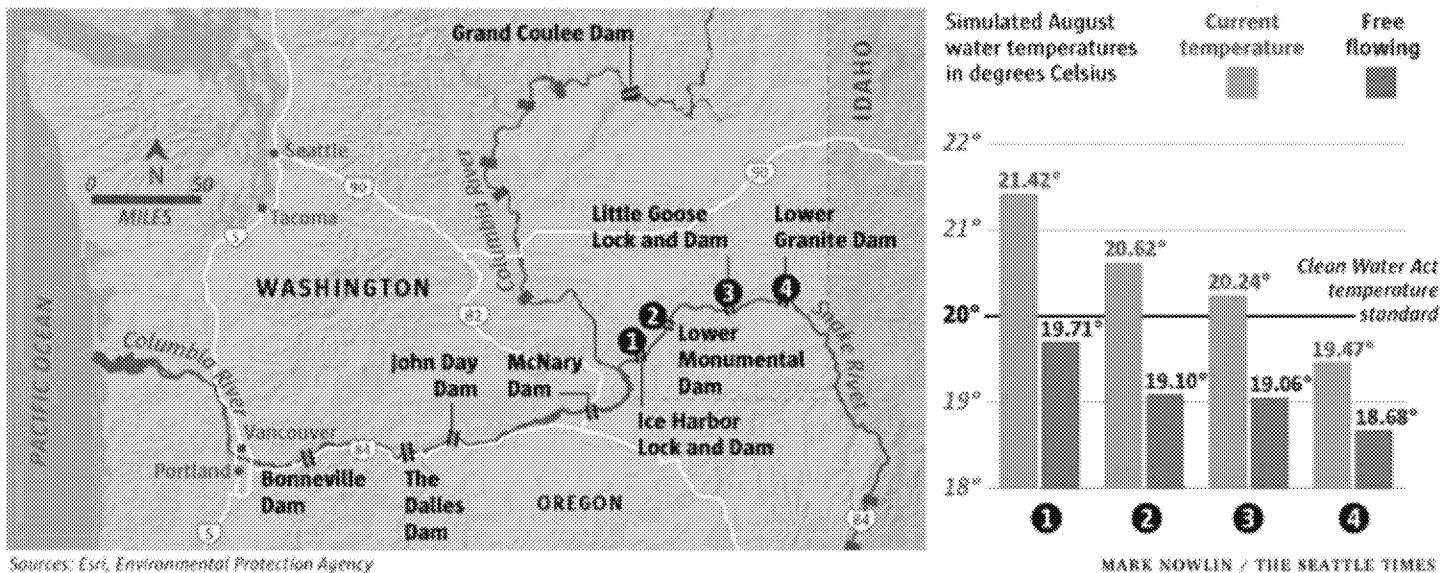 Grand Coulee Dam
IDAHO
Seattle
N
0 50
MILES
90
Tacoma
5
Columbia River
90
Little Goose
Lock and Dam
Lower
Granite Dam
WASHINGTON
82
PACIFIC OCEAN
Columbia River
3
4
2
1
Snake River
Lower
Monumental
Dam
John Day
Dam
McNary
Dam
Ice Harbor
Lock and Dam
Vancouver
84
Portland
Bonneville
Dam
The
Dalles
Dam
OREGON
5
84
Sources: Esri, Environmental Protection Agency
Simulated August
water temperatures
in degrees Celsius
Current
temperature
Free
flowing
22°
21.42°
21°
20.62°
20.24°
Clean Water Act
temperature
standard
20°
19.71°
19.47°
19.10°
19.06°
19°
18.68°
18°
1
2
3
4
MARK NOWLIN / THE SEATTLE TIMES